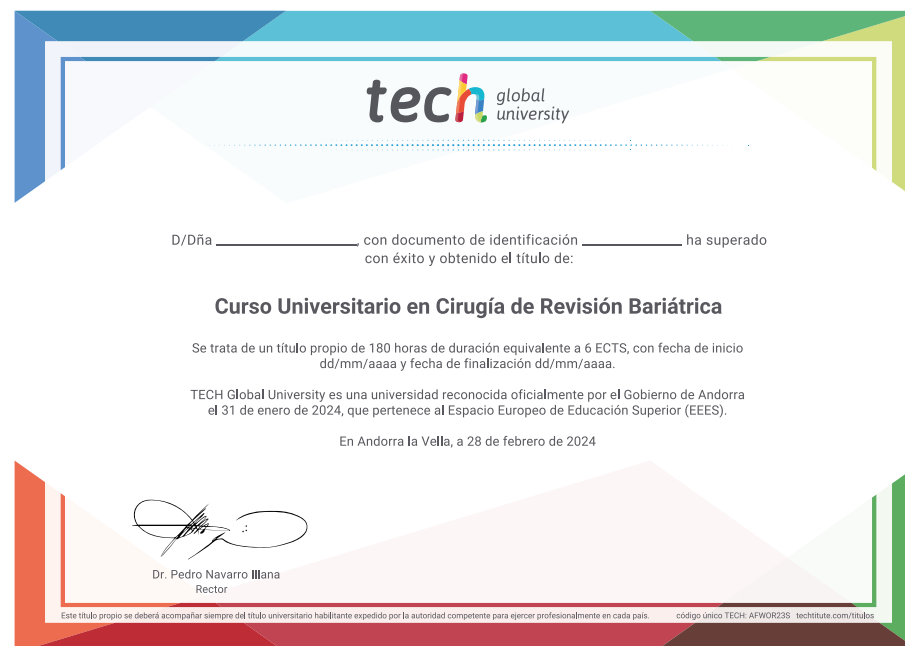 tech global
university
D/Dña ______________, con documento de identificación ____________ ha superado
con éxito y obtenido el título de:
Curso Universitario en Cirugía de Revisión Bariátrica
Se trata de un título propio de 180 horas de duración equivalente a 6 ECTS, con fecha de inicio
dd/mm/aaaa y fecha de finalización dd/mm/aaaa.
TECH Global University es una universidad reconocida oficialmente por el Gobierno de Andorra
el 31 de enero de 2024, que pertenece al Espacio Europeo de Educación Superior (EEES).
En Andorra la Vella, a 28 de febrero de 2024
Dr. Pedro Navarro Illana
Rector
Este título propio se deberá acompañar siempre del título universitario habilitante expedido por la autoridad competente para ejercer profesionalmente en cada país. código único TECH: AFWOR23S techtitute.com/titulos